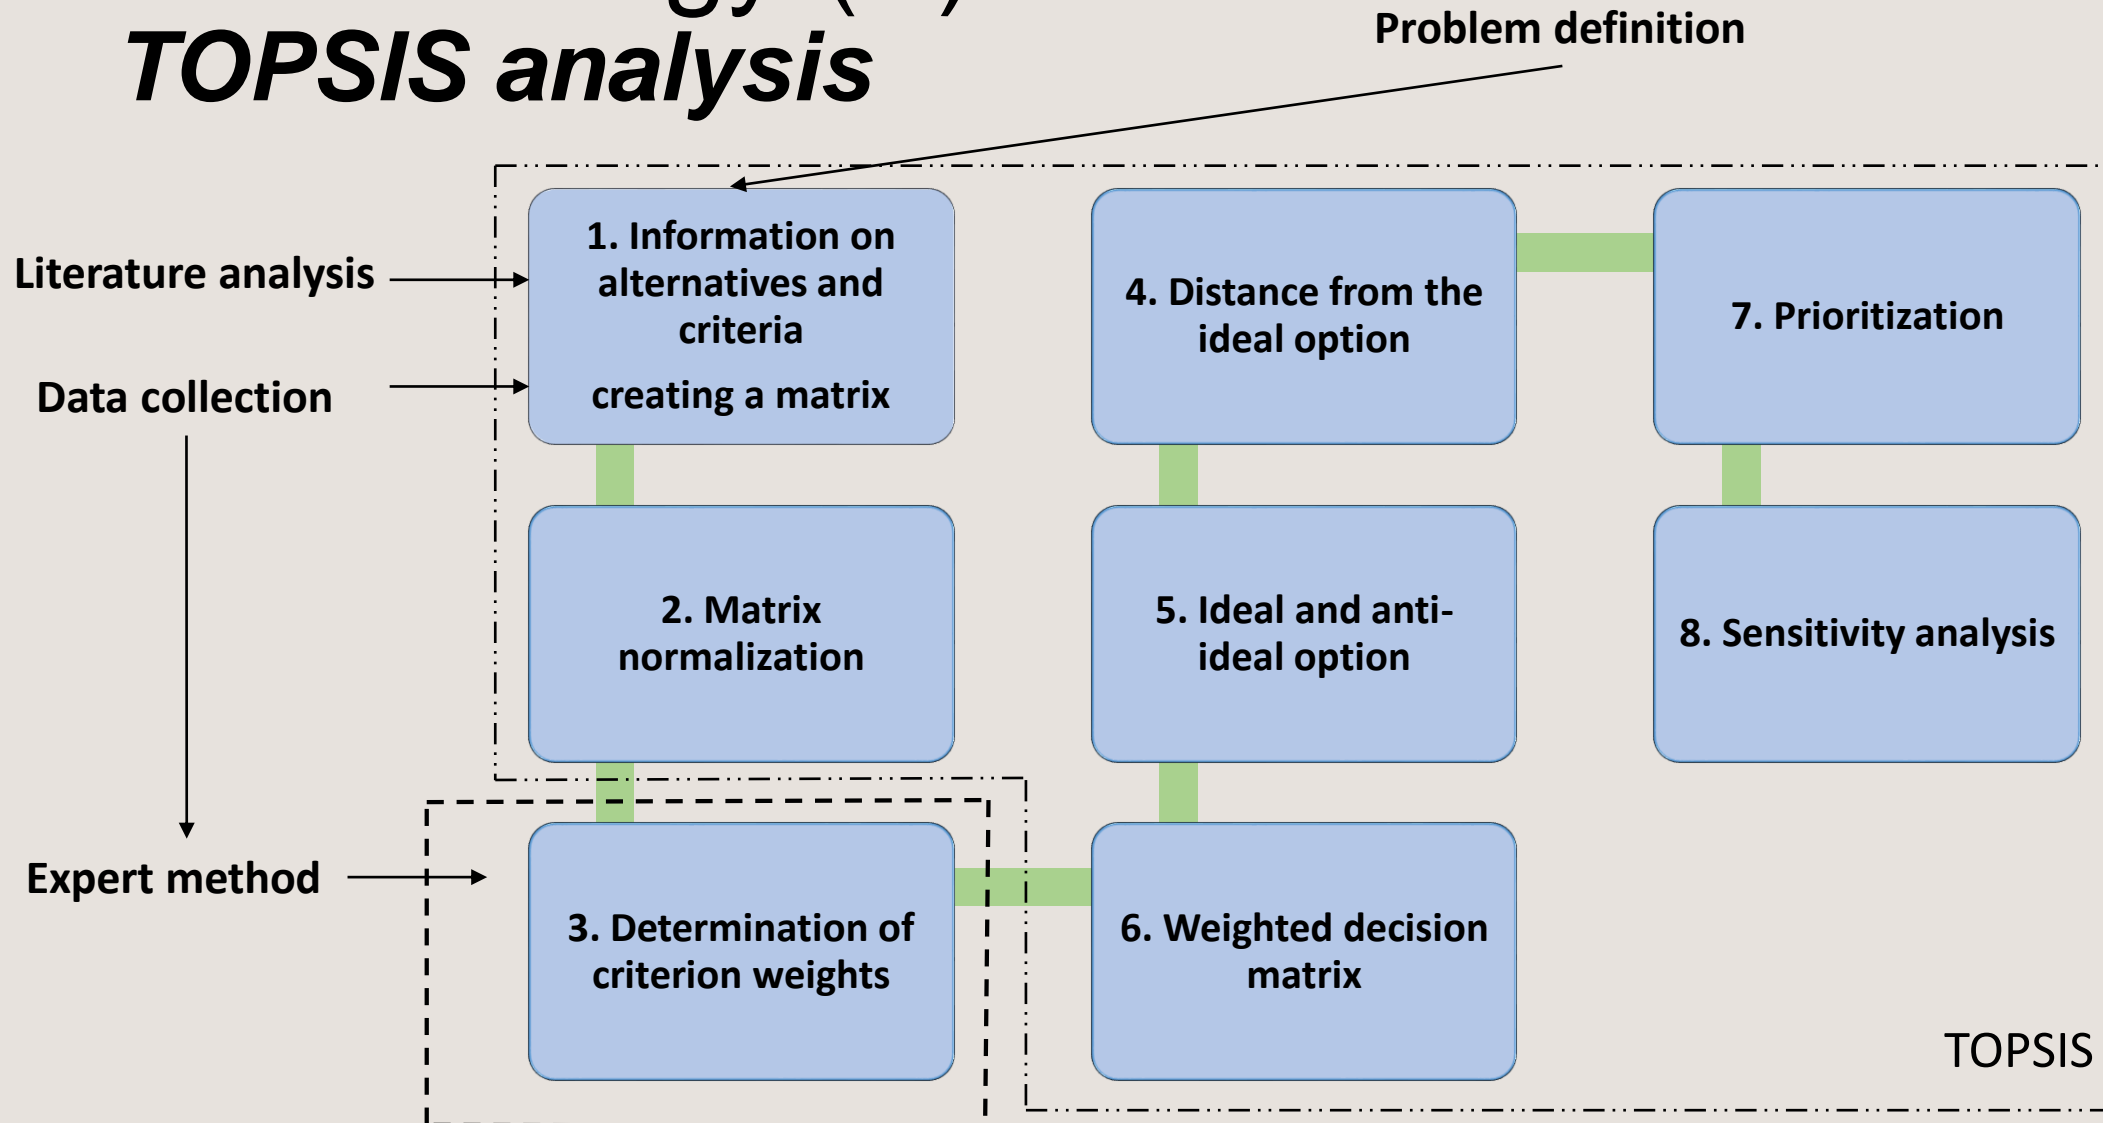 TOPSIS analysis
Problem definition
Literature analysis
Data collection
Expert method
1. Information on
alternatives and
criteria
creating a matrix
2. Matrix
normalization
3. Determination of
criterion weights
4. Distance from the
ideal option
5. Ideal and anti-
ideal option
6. Weighted decision
matrix
7. Prioritization
8. Sensitivity analysis
TOPSIS